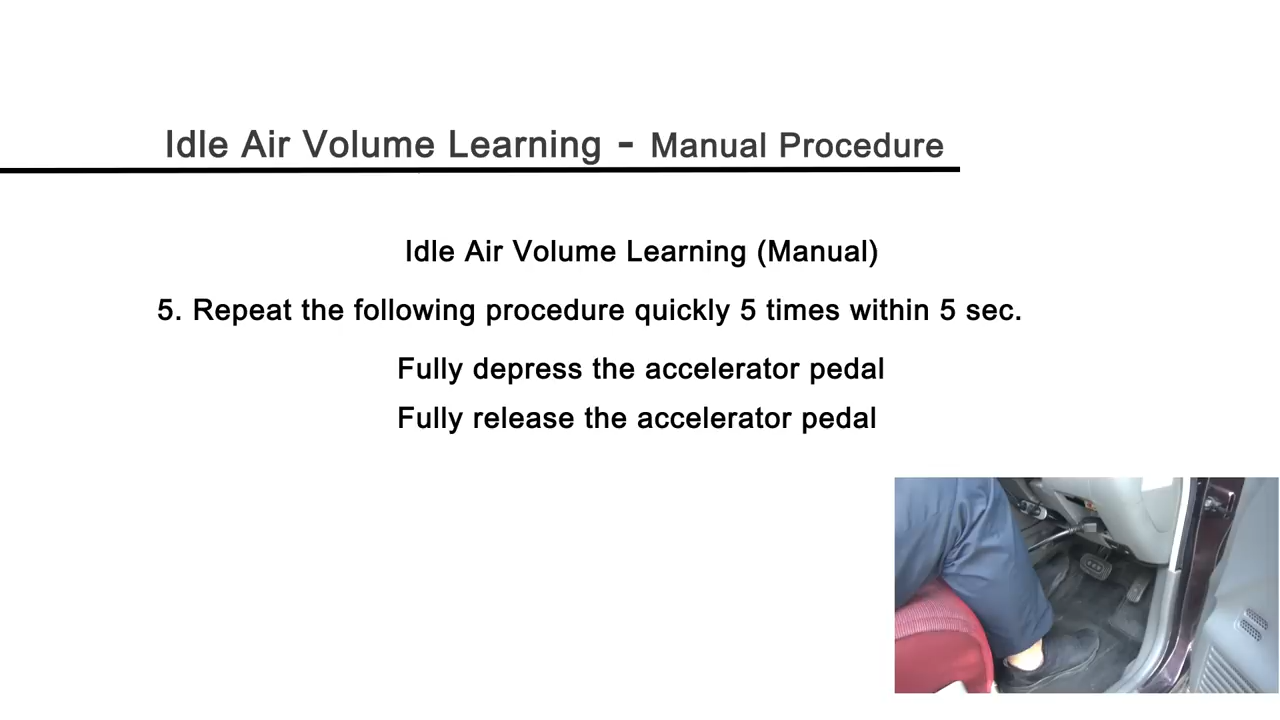 Idle Air Volume Learning - Manual Procedure
Idle Air Volume Learning (Manual)
5. Repeat the following procedure quickly 5 times within 5 sec.
Fully depress the accelerator pedal
Fully release the accelerator pedal